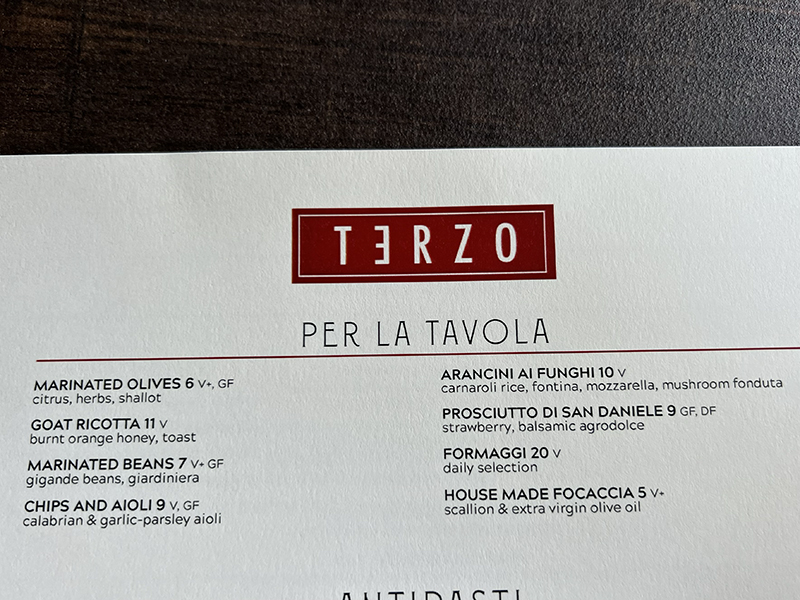 TƎRZO
PER LA TAVOLA
MARINATED OLIVES 6 V+, GF
citrus, herbs, shallot
GOAT RICOTTA 11 V
burnt orange honey, toast
MARINATED BEANS 7 V+ GF
gigande beans, giardiniera
CHIPS AND AIOLI 9 V, GF
calabrian & garlic-parsley aioli
ARANCINI AI FUNGHI 10 V
carnaroli rice, fontina, mozzarella, mushroom fonduta
PROSCIUTTO DI SAN DANIELE 9 GF, DF
strawberry, balsamic agrodolce
FORMAGGI 20 V
daily selection
HOUSE MADE FOCACCIA 5 V+
scallion & extra virgin olive oil
ANTIPASTI